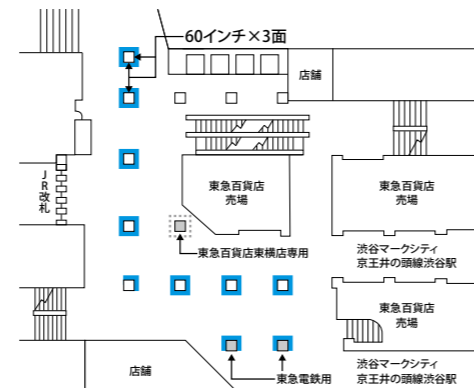 60インチ×3面
店舗
JR改札
東急百貨店
売場
東急百貨店
売場
東急百貨店東横店専用
渋谷マークシティ
京王井の頭線渋谷駅
東急百貨店
売場
店舗
東急電鉄用
渋谷マークシティ
京王井の頭線渋谷駅